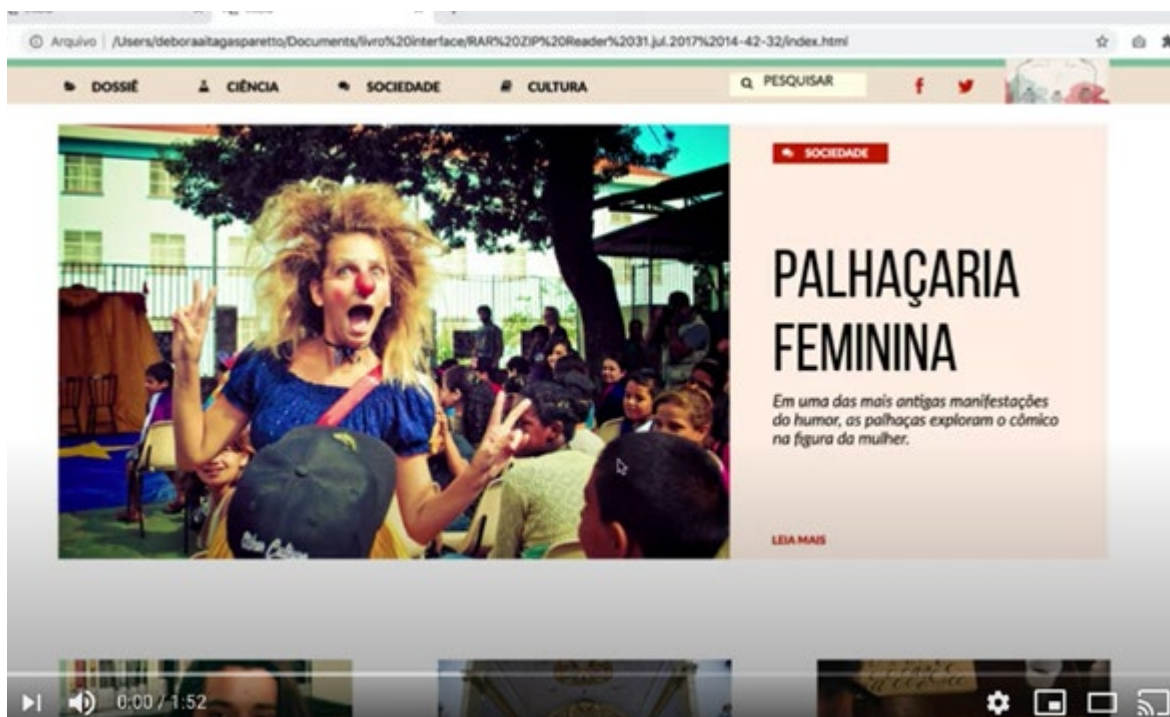 Arquivo | /Users/deboraaitagasparetto/Documents/livro%20interface/RAR%20ZIP%20Reader%2031.jul.2017%2014-42-32/index.html
DOSSIÊ CIÊNCIA SOCIEDADE CULTURA PESQUISAR
SOCIEDADE
PALHAÇARIA
FEMININA
Em uma das mais antigas manifestações
do humor, as palhaças exploram o cômico
na figura da mulher.
LEIA MAIS
0:00 / 1:52